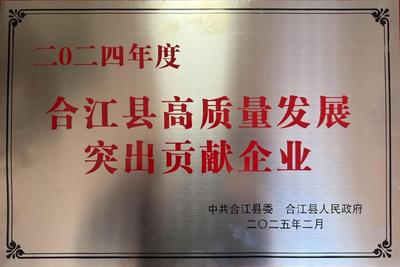 二0二四年度
合江县高质量发展
突出贡献企业
中共合江县委 合江县人民政府
二〇二五年二月